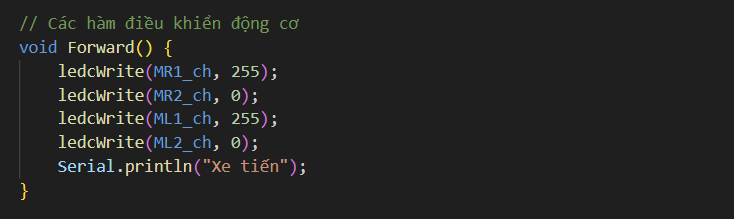 // Các hàm điều khiển động cơ
void Forward() {
    ledcWrite(MR1_ch, 255);
    ledcWrite(MR2_ch, 0);
    ledcWrite(ML1_ch, 255);
    ledcWrite(ML2_ch, 0);
    Serial.println("Xe tiến");
}